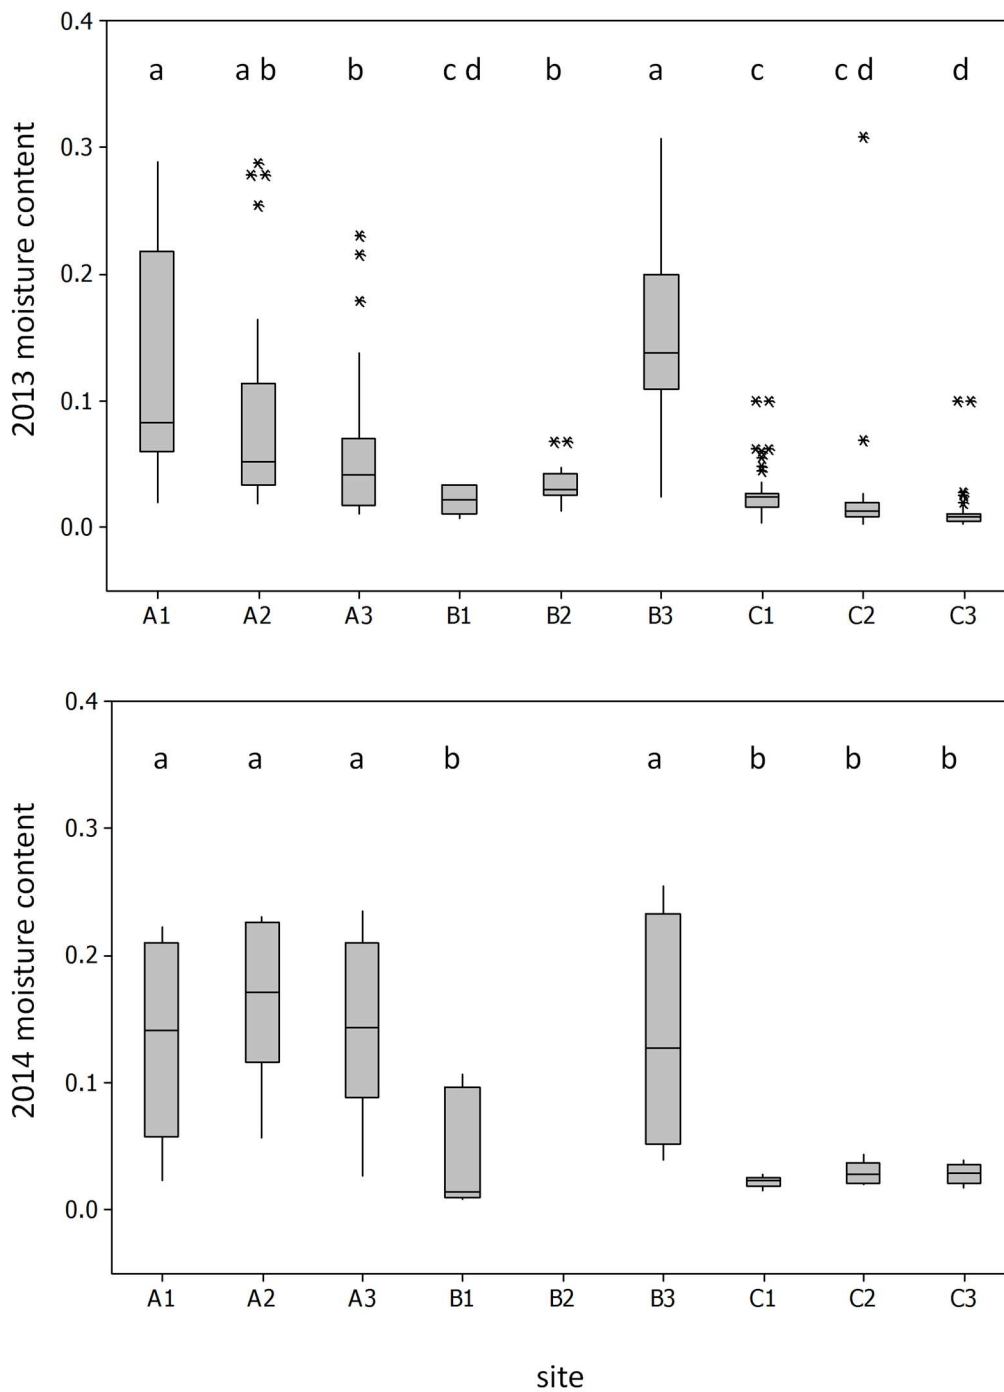 0.4
a a b b c d b a c c d d
0.3
0.2
0.1
0.0
2013 moisture content
A1 A2 A3 B1 B2 B3 C1 C2 C3
0.4
a a a b a b b b
0.3
0.2
0.1
0.0
2014 moisture content
A1 A2 A3 B1 B2 B3 C1 C2 C3
site